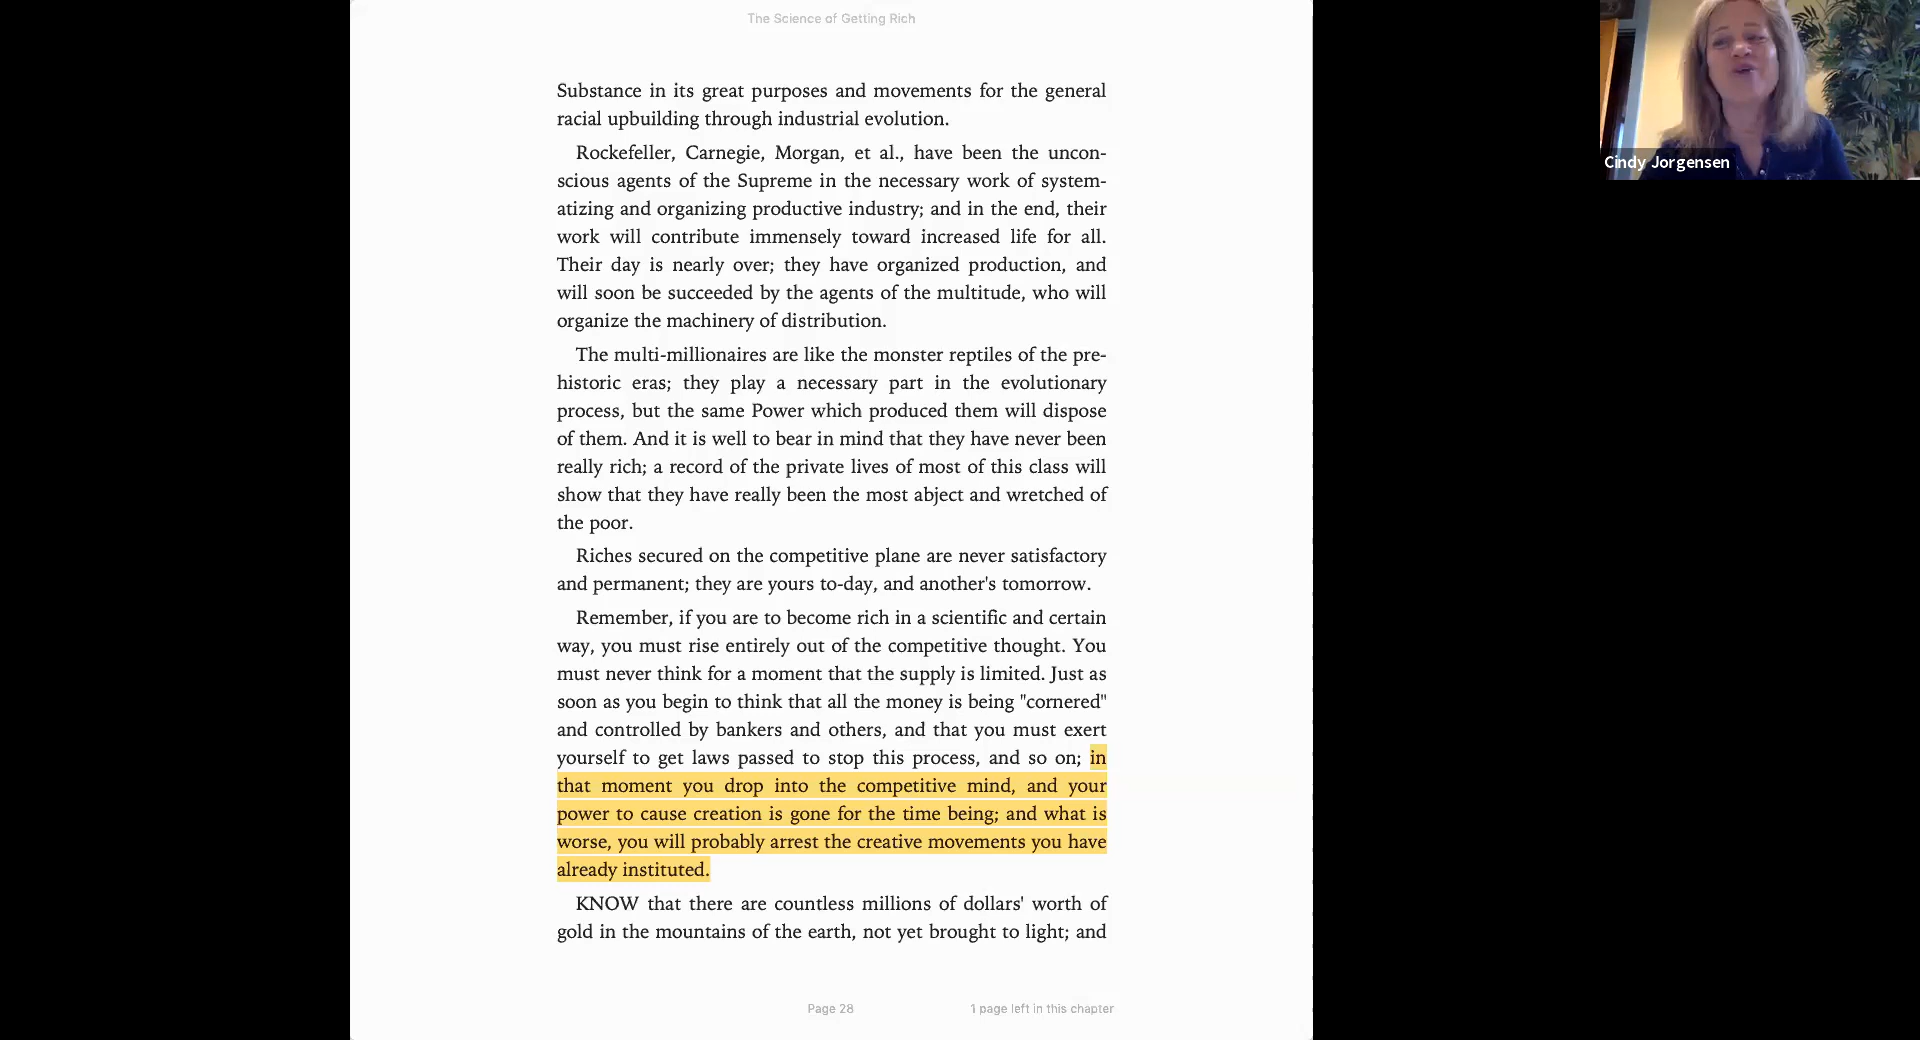 The Science of Getting Rich
Substance in its great purposes and movements for the general
racial upbuilding through industrial evolution.
Rockefeller, Carnegie, Morgan, et al., have been the uncon-
scious agents of the Supreme in the necessary work of system-
atizing and organizing productive industry; and in the end, their
work will contribute immensely toward increased life for all.
Their day is nearly over; they have organized production, and
will soon be succeeded by the agents of the multitude, who will
organize the machinery of distribution.
The multi-millionaires are like the monster reptiles of the pre-
historic eras; they play a necessary part in the evolutionary
process, but the same Power which produced them will dispose
of them. And it is well to bear in mind that they have never been
really rich; a record of the private lives of most of this class will
show that they have really been the most abject and wretched of
the poor.
Riches secured on the competitive plane are never satisfactory
and permanent; they are yours to-day, and another's tomorrow.
Remember, if you are to become rich in a scientific and certain
way, you must rise entirely out of the competitive thought. You
must never think for a moment that the supply is limited. Just as
soon as you begin to think that all the money is being "cornered"
and controlled by bankers and others, and that you must exert
yourself to get laws passed to stop this process, and so on; in
that moment you drop into the competitive mind, and your
power to cause creation is gone for the time being; and what is
worse, you will probably arrest the creative movements you have
already instituted.
KNOW that there are countless millions of dollars' worth of
gold in the mountains of the earth, not yet brought to light; and
Page 28
1 page left in this chapter
Cindy Jorgensen